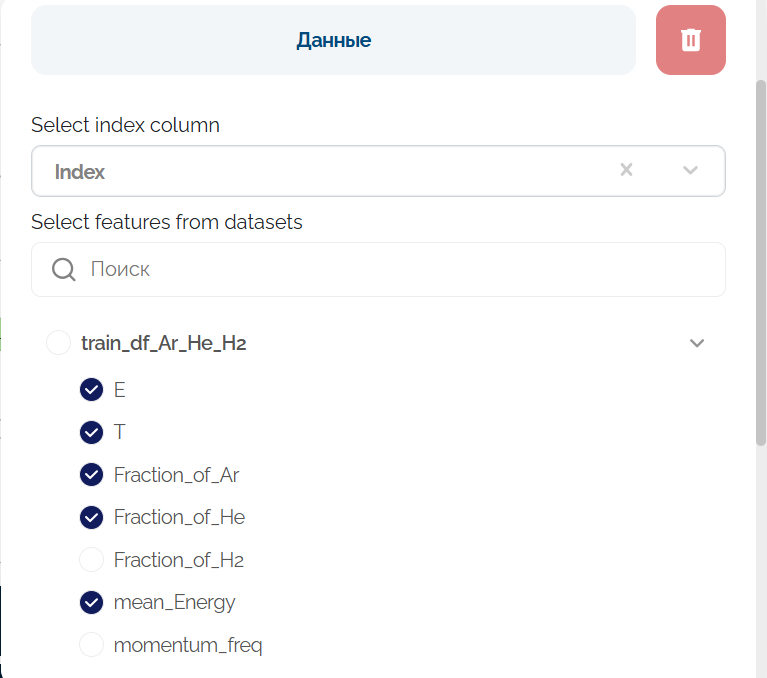 Данные
Select index column
Index
Select features from datasets
Поиск
train_df_Ar_He_H2
E
T
Fraction_of_Ar
Fraction_of_He
Fraction_of_H2
mean_Energy
momentum_freq